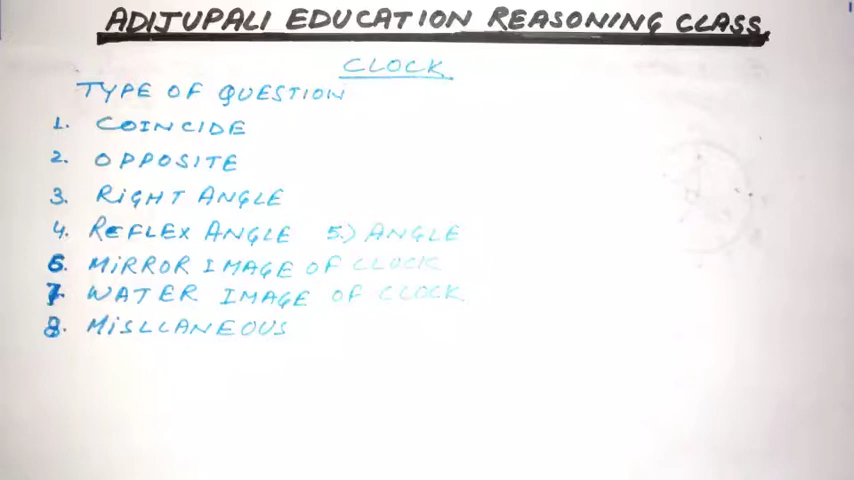 ADIJUPALI EDUCATION REASONING CLASS
CLOCK
TYPE OF QUESTION
1. COINCIDE
2. OPPOSITE
3. RiGHT ANGLE
4. REFLEX ANGLE 5.) ANGLE
6. MiRROR IMAGE OF CLOCK
7. WATER IMAGE OF CLOCK
8. MiSLLANEOUS